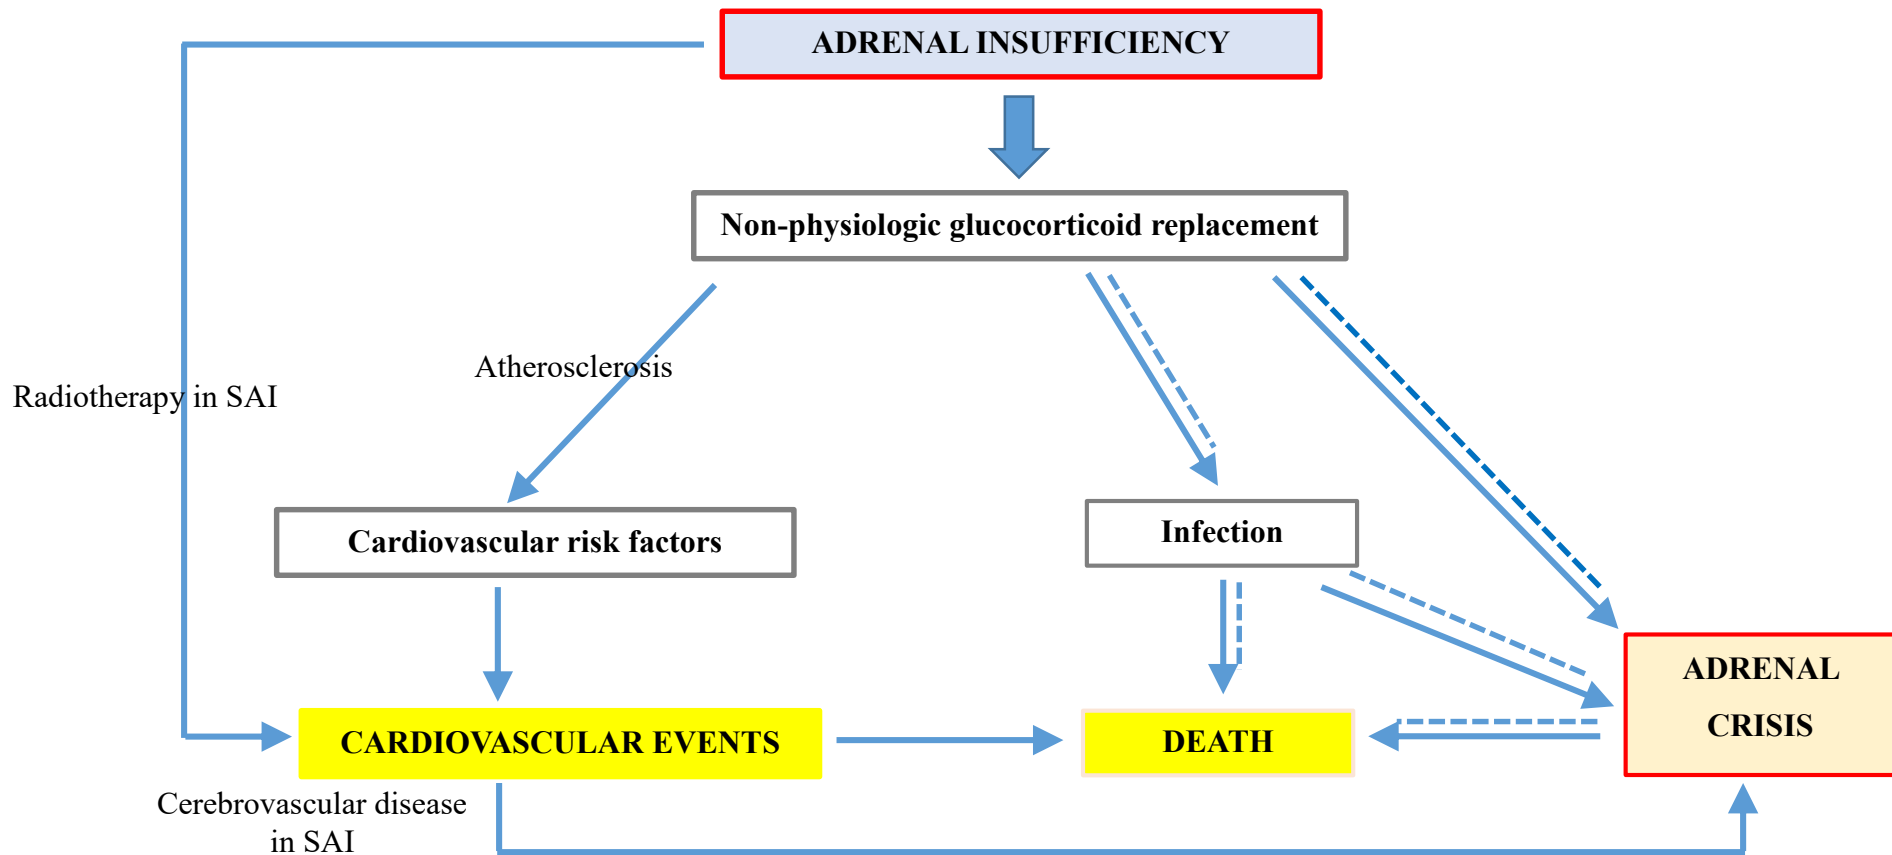 ADRENAL INSUFFICIENCY
Non-physiologic glucocorticoid replacement
Atherosclerosis
Radiotherapy in SAI
Cardiovascular risk factors
Infection
ADRENAL
CRISIS
CARDIOVASCULAR EVENTS
DEATH
Cerebrovascular disease
in SAI